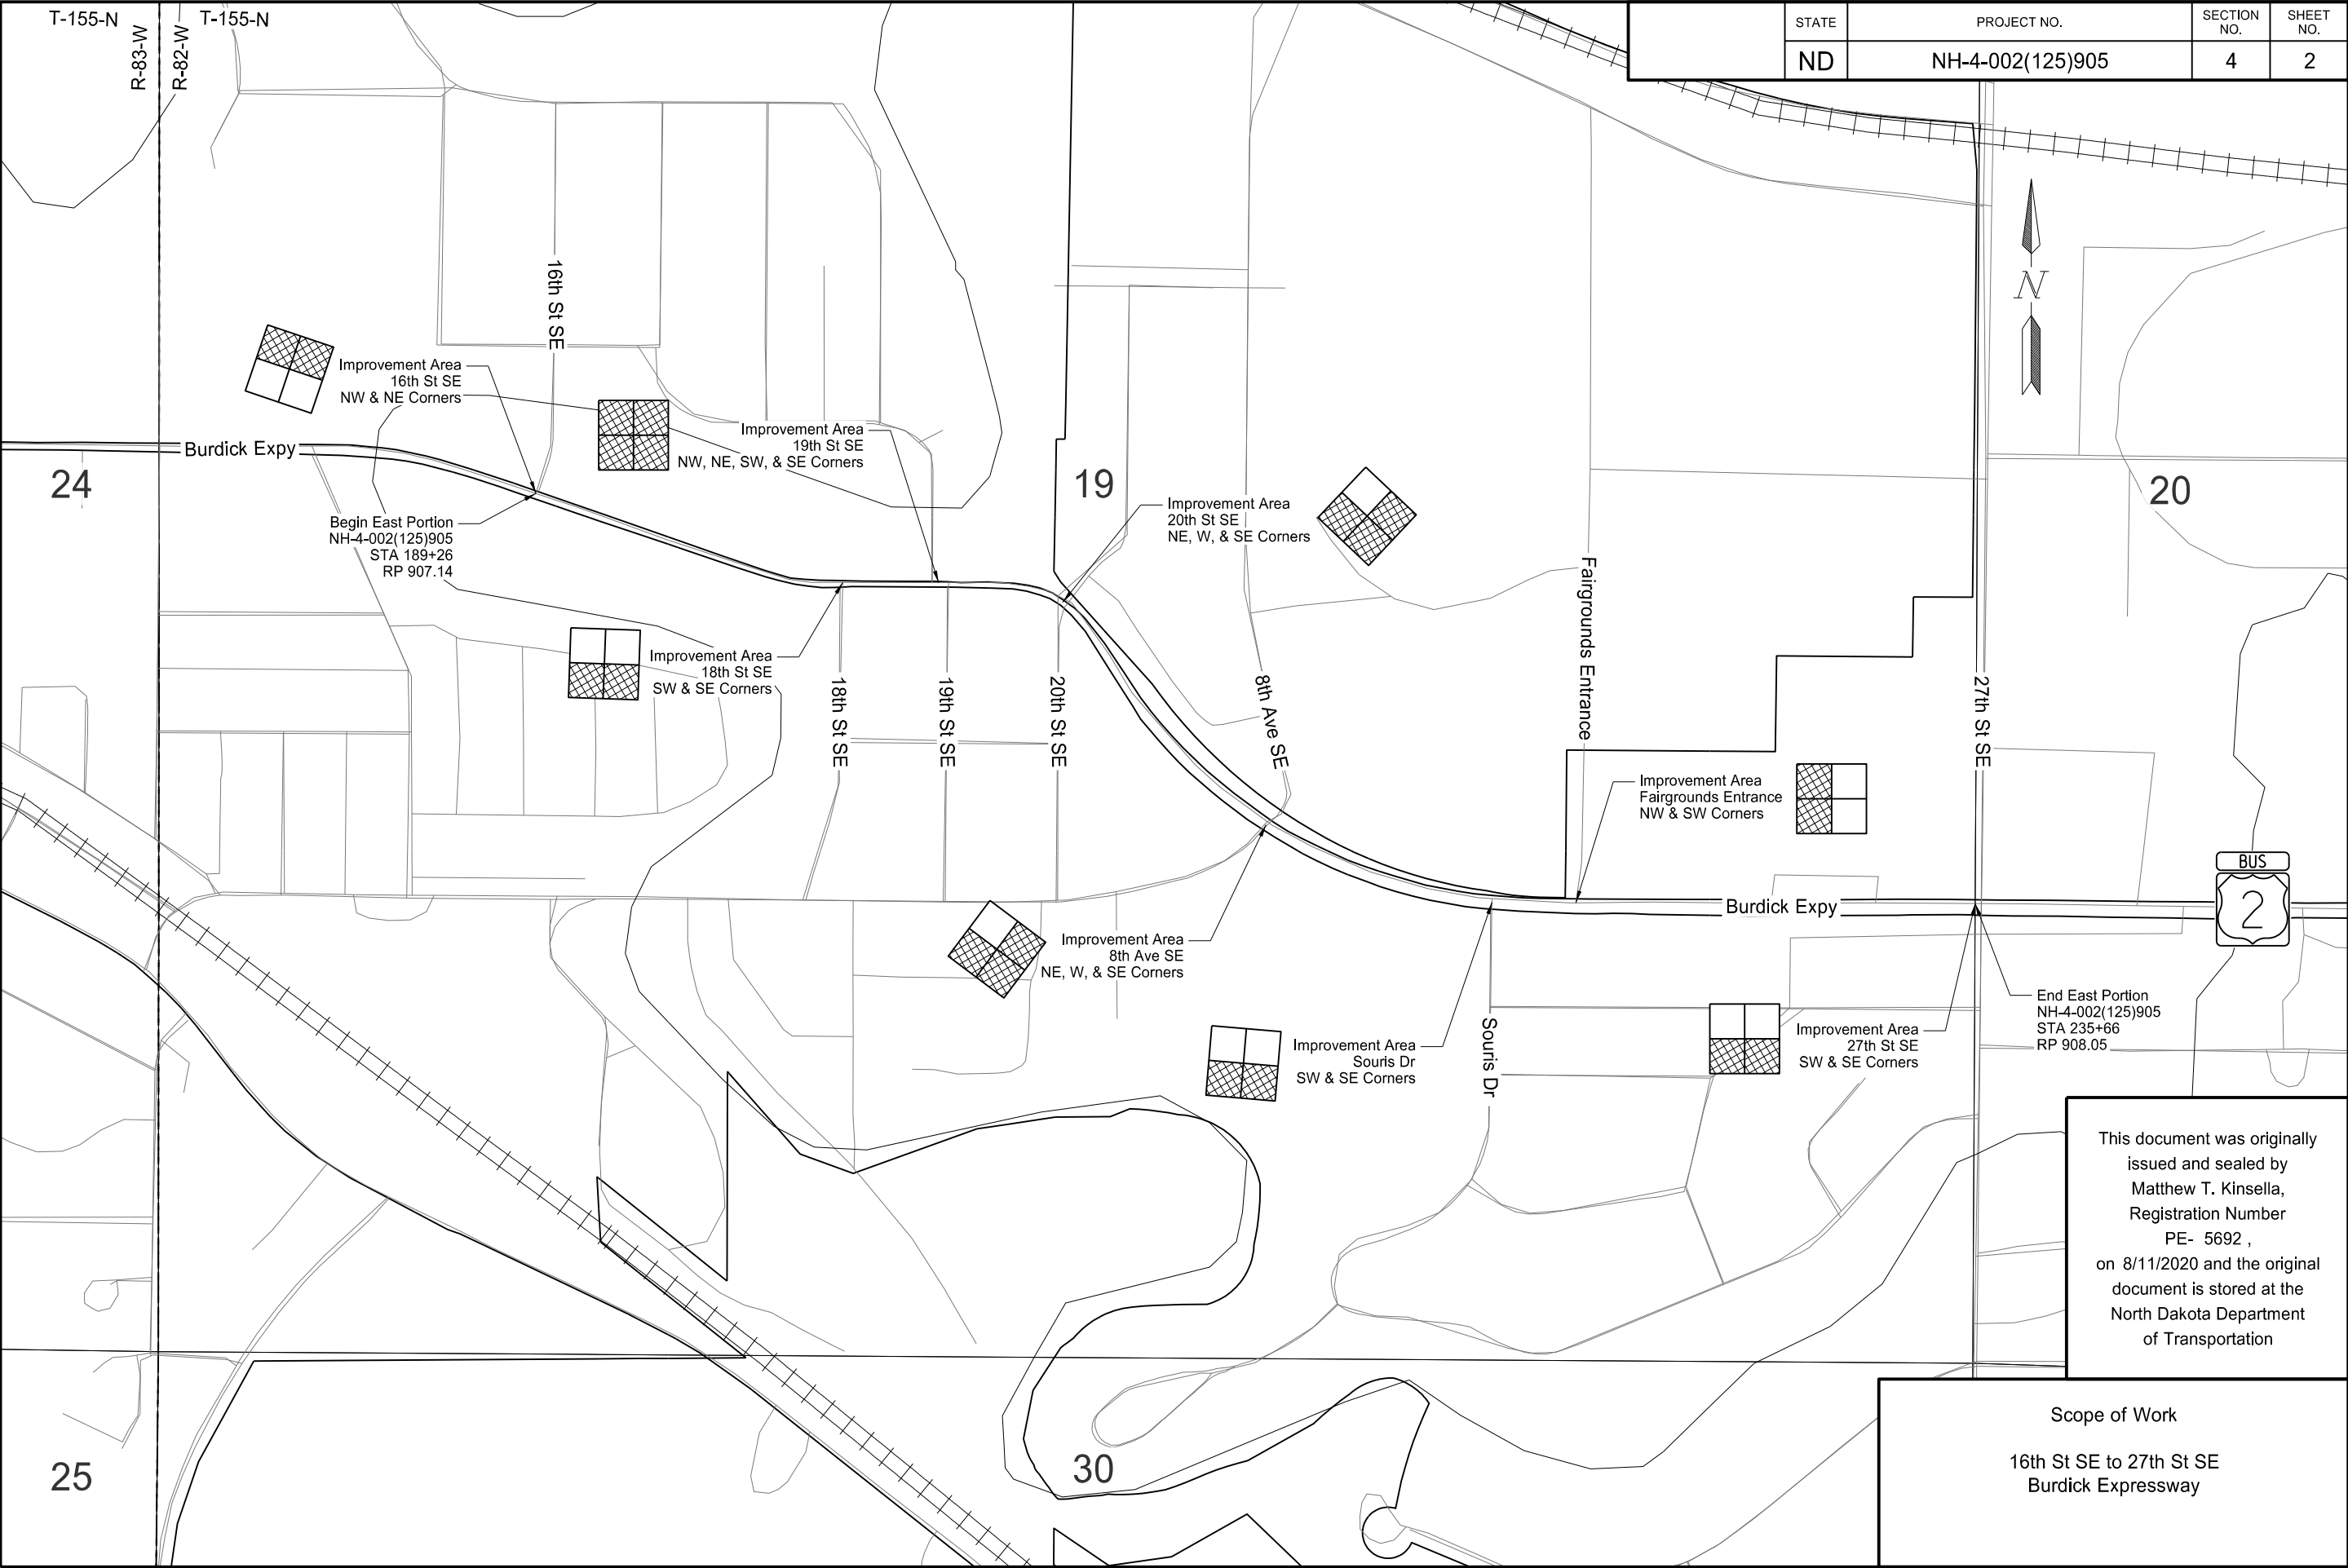 T-155-N
T-155-N
R-83-W
R-82-W
STATE
PROJECT NO.
SECTION NO.
SHEET NO.
ND
NH-4-002(125)905
4
2
N
16th St SE
Improvement Area
16th St SE
NW & NE Corners
Improvement Area
19th St SE
NW, NE, SW, & SE Corners
Burdick Expy
24
19
20
Improvement Area
20th St SE
NE, W, & SE Corners
Begin East Portion
NH-4-002(125)905
STA 189+26
RP 907.14
Improvement Area
18th St SE
SW & SE Corners
18th St SE
19th St SE
20th St SE
8th Ave SE
Fairgrounds Entrance
27th St SE
Improvement Area
Fairgrounds Entrance
NW & SW Corners
BUS
2
Burdick Expy
Improvement Area
8th Ave SE
NE, W, & SE Corners
Improvement Area
Souris Dr
SW & SE Corners
Souris Dr
Improvement Area
27th St SE
SW & SE Corners
End East Portion
NH-4-002(125)905
STA 235+66
RP 908.05
This document was originally
issued and sealed by
Matthew T. Kinsella,
Registration Number
PE- 5692 ,
on 8/11/2020 and the original
document is stored at the
North Dakota Department
of Transportation
25
30
Scope of Work
16th St SE to 27th St SE
Burdick Expressway